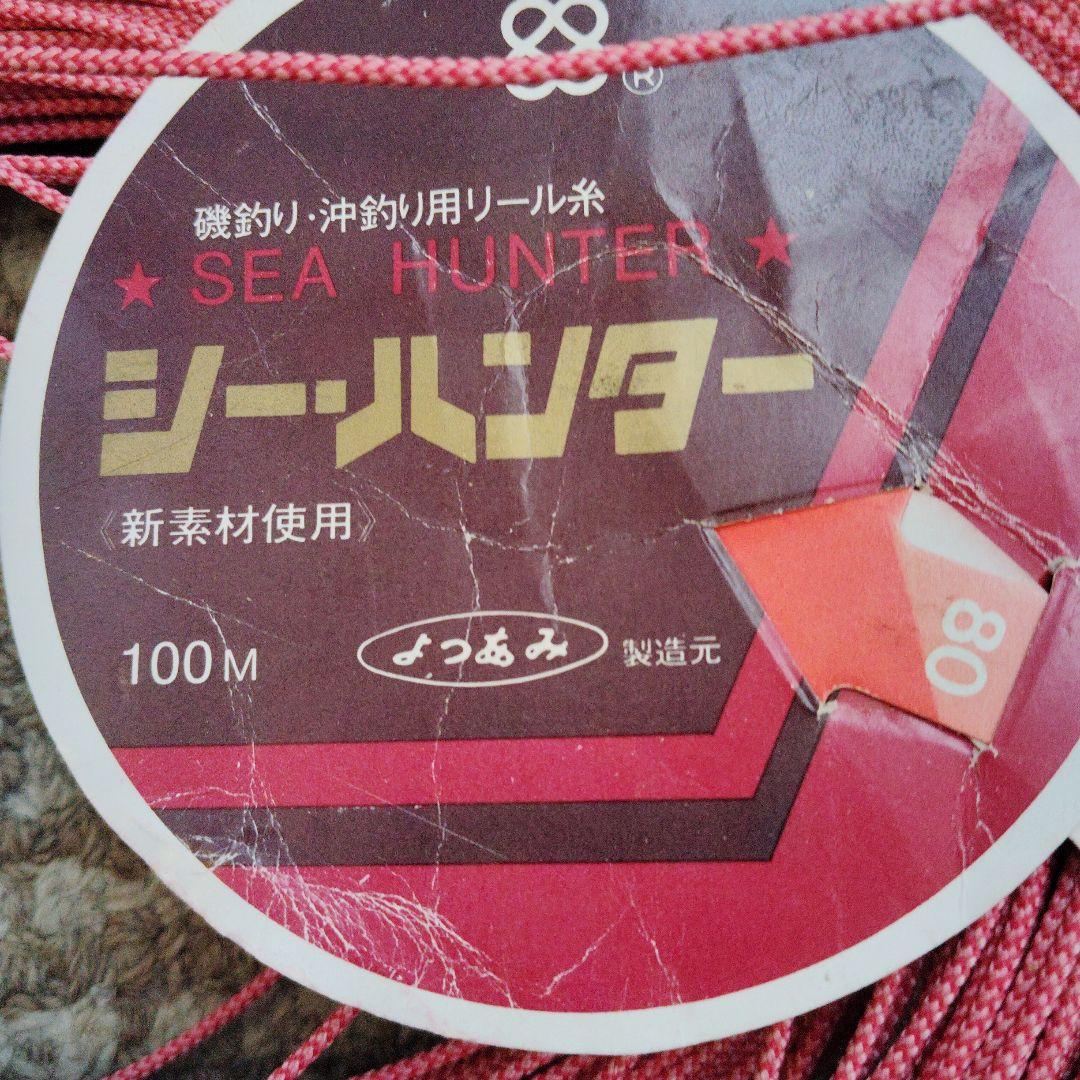 ®
磯釣り・沖釣り用リール糸
★ SEA HUNTER ★
シー・ハンター
《新素材使用》
100M よつあみ 製造元
80